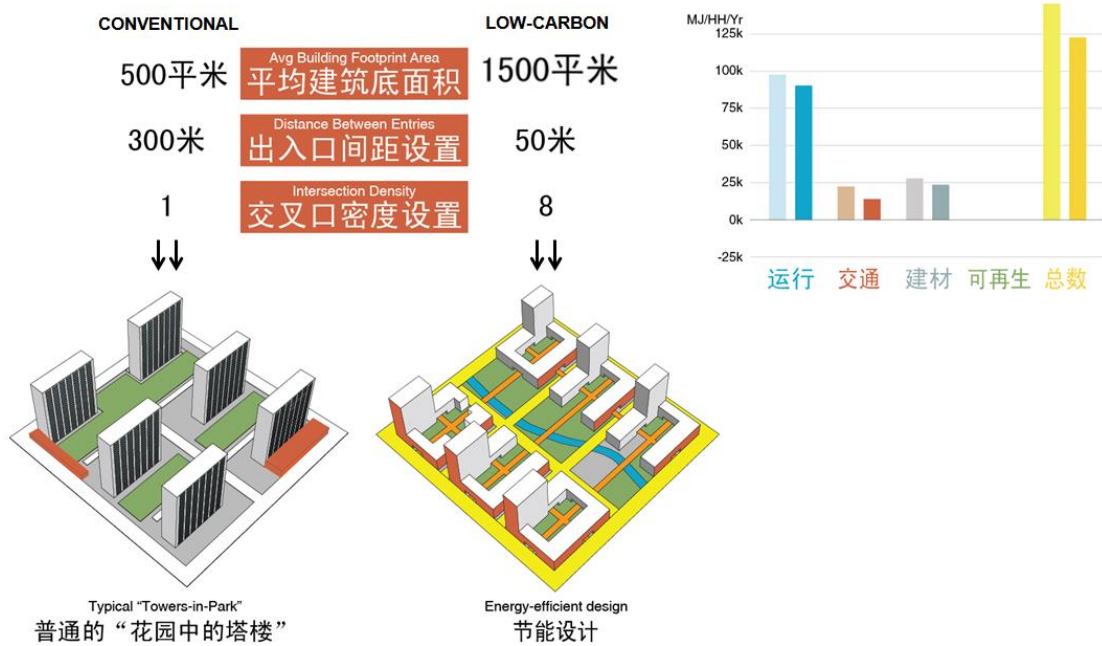 CONVENTIONAL
LOW-CARBON
500平米
Avg Building Footprint Area
平均建筑底面积
1500平米
300米
Distance Between Entries
出入口间距设置
50米
1
Intersection Density
交叉口密度设置
8
Typical “Towers-in-Park”
普通的“花园中的塔楼”
Energy-efficient design
节能设计
MJ/HH/Yr
125k
100k
75k
50k
25k
0k
-25k
运行 交通 建材 可再生 总数